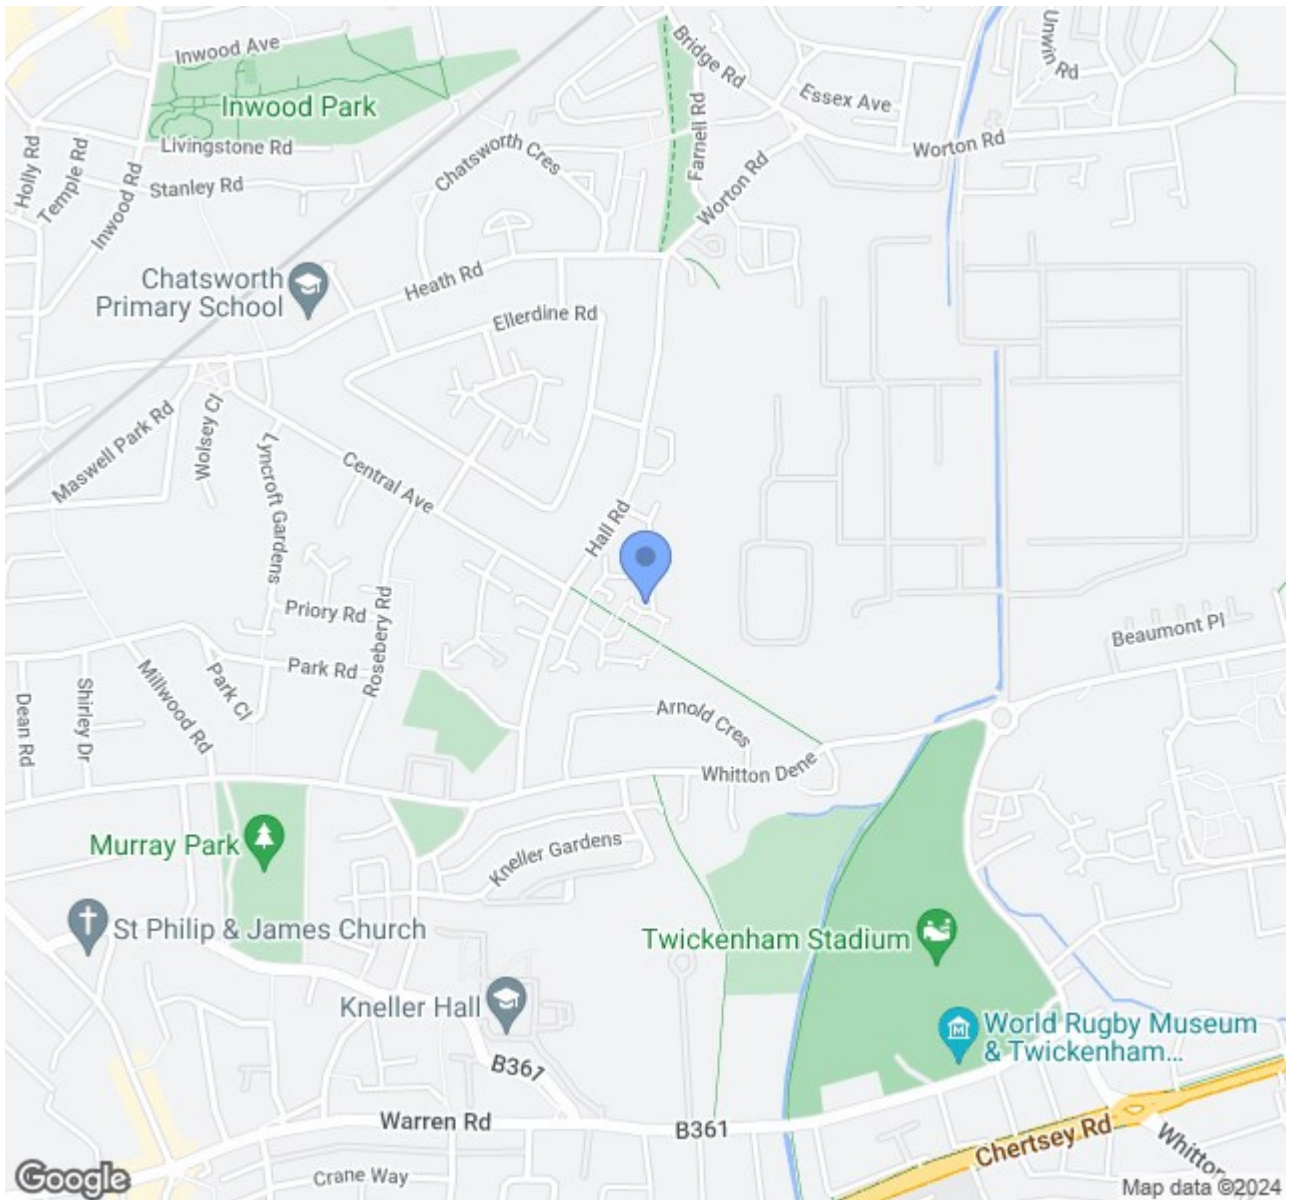 Inwood Ave
Inwood Park
Livingstone Rd
Stanley Rd
Holly Rd
Temple Rd
Inwood Rd
Chatsworth Cres
Bridge Rd
Farnell Rd
Worton Rd
Essex Ave
Unwin Rd
Worton Rd
Chatsworth
Primary School
Heath Rd
Ellerdine Rd
Maswell Park Rd
Wolsey Cl
Lyncroft Gardens
Central Ave
Hall Rd
Priory Rd
Rosebery Rd
Park Rd
Park Cl
Millwood Rd
Shirley Dr
Dean Rd
Beaumont Pl
Arnold Cres
Whitton Dene
Murray Park
Kneller Gardens
St Philip & James Church
Twickenham Stadium
Kneller Hall
World Rugby Museum
& Twickenham...
B361
Warren Rd
B361
Chertsey Rd
Crane Way
Google
Map data ©2024